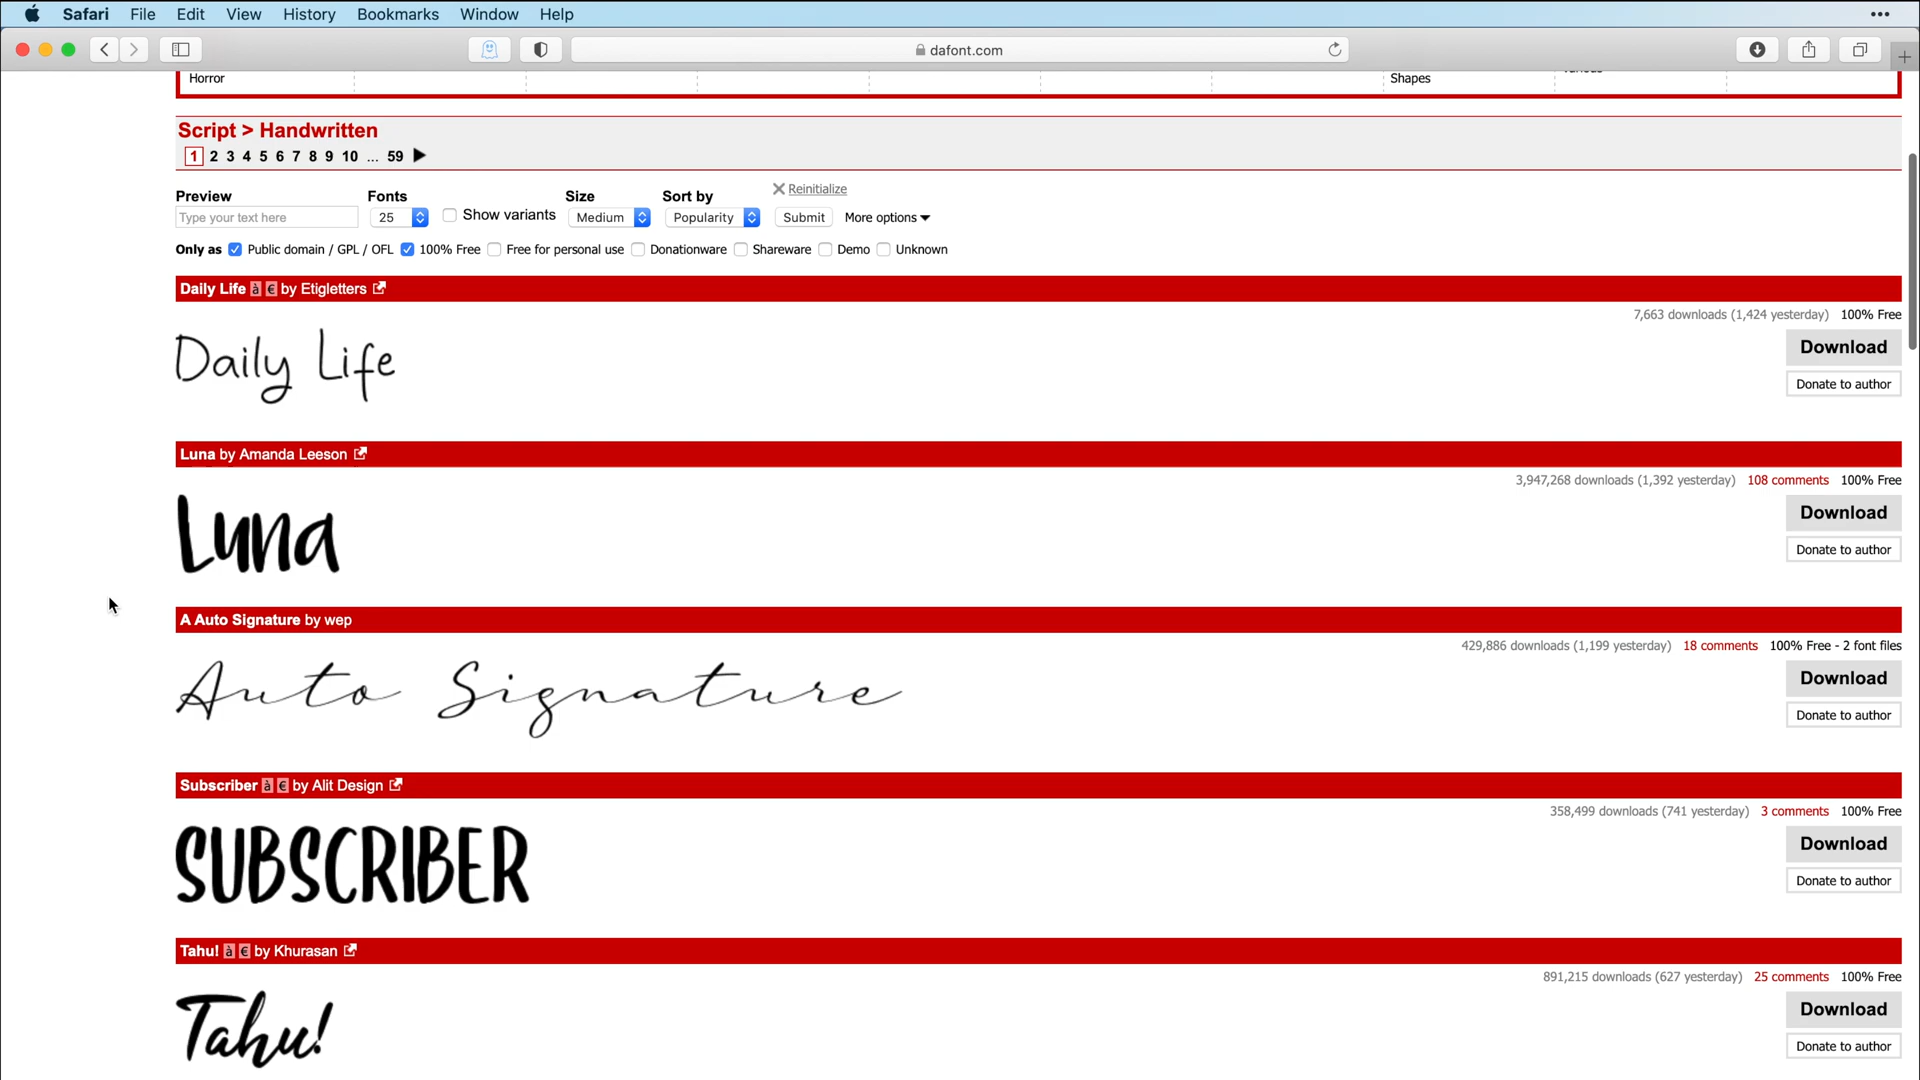 Safari File Edit View History Bookmarks Window Help
dafont.com
Horror Shapes
Script > Handwritten
1 2 3 4 5 6 7 8 9 10 ... 59
Reinitialize
Preview Fonts Size Sort by
Type your text here 25 Show variants Medium Popularity Submit More options
Only as Public domain / GPL / OFL 100% Free Free for personal use Donationware Shareware Demo Unknown
Daily Life à € by Etigletters
7,663 downloads (1,424 yesterday) 100% Free
Daily Life
Download
Donate to author
Luna by Amanda Leeson
3,947,268 downloads (1,392 yesterday) 108 comments 100% Free
Luna
Download
Donate to author
A Auto Signature by wep
429,886 downloads (1,199 yesterday) 18 comments 100% Free - 2 font files
Auto Signature
Download
Donate to author
Subscriber à € by Alit Design
358,499 downloads (741 yesterday) 3 comments 100% Free
SUBSCRIBER
Download
Donate to author
Tahu! à € by Khurasan
891,215 downloads (627 yesterday) 25 comments 100% Free
Tahu!
Download
Donate to author